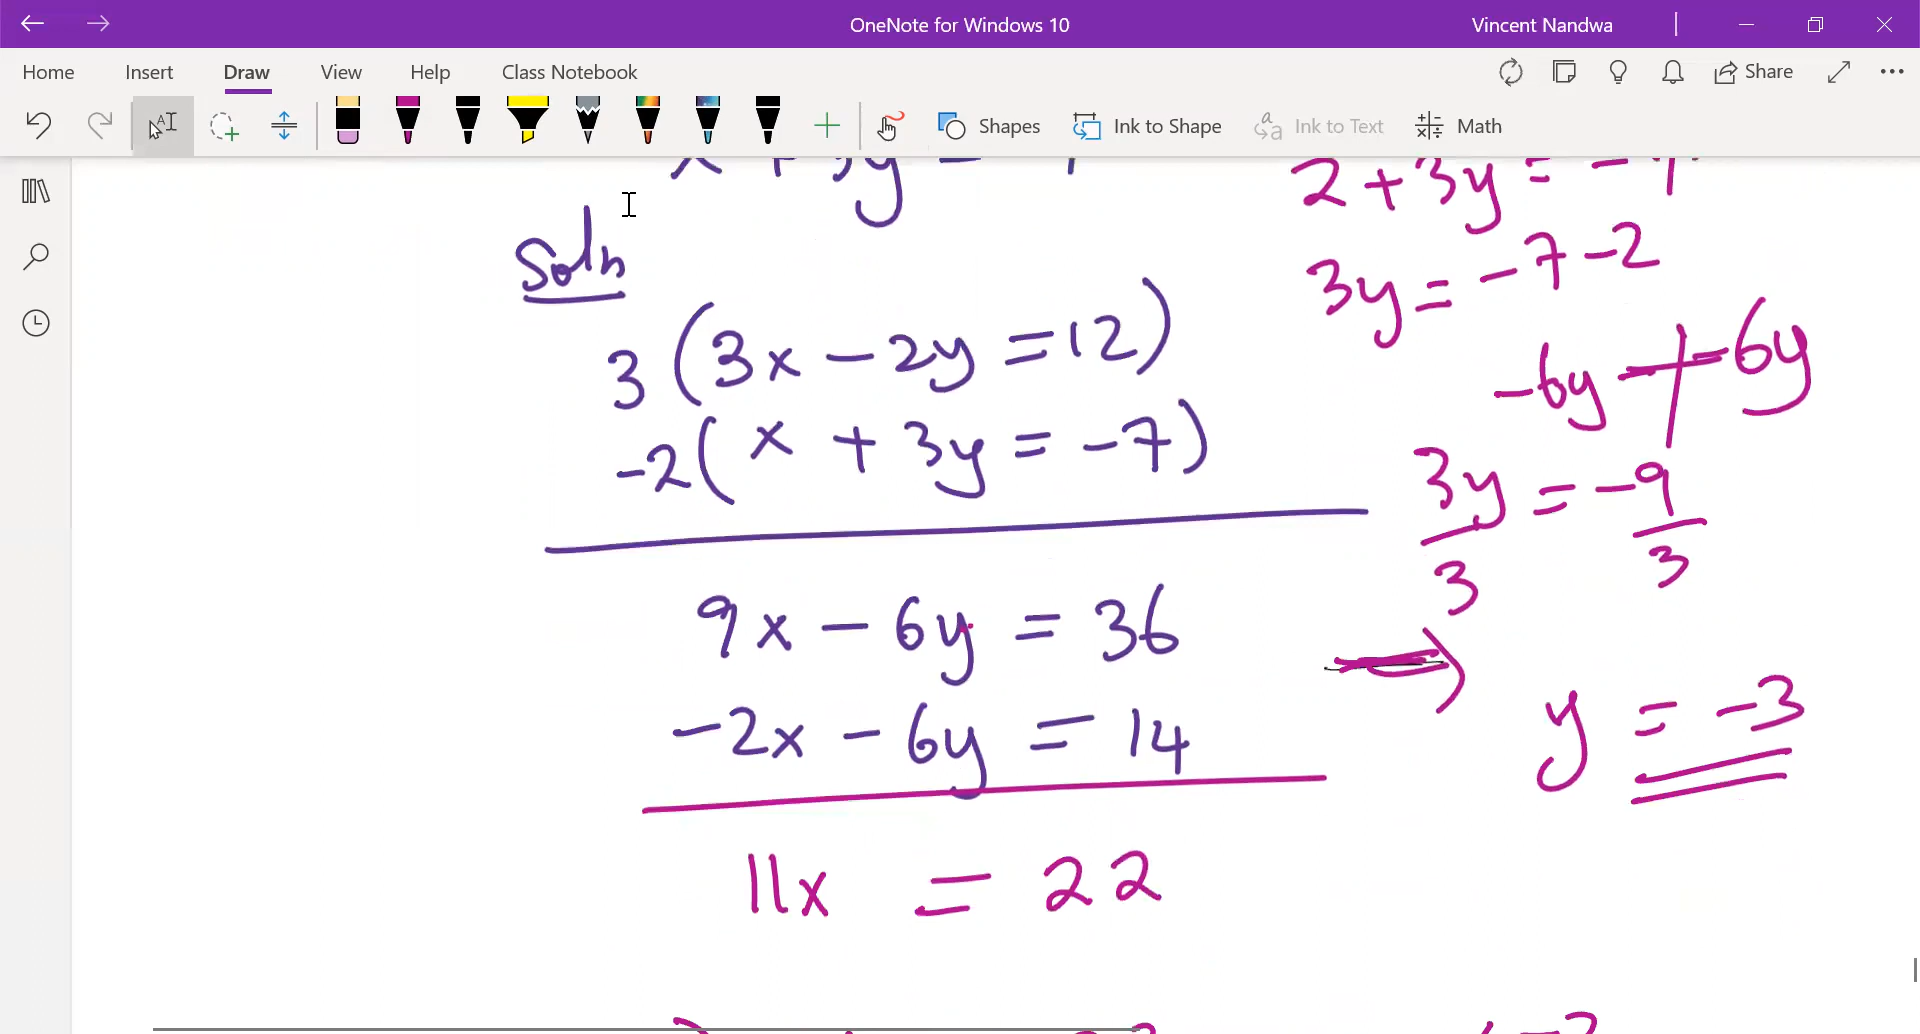 OneNote for Windows 10
Vincent Nandwa
Home Insert Draw View Help Class Notebook Share
Shapes Ink to Shape Ink to Text Math
x + 3y = -7
Soln
3 (3x - 2y = 12)
-2( x + 3y = -7)
9x - 6y = 36
-2x - 6y = 14
11x = 22
2 + 3y = -7
3y = -7 - 2
-6y - -6y
3y = -9
3 3
y = -3